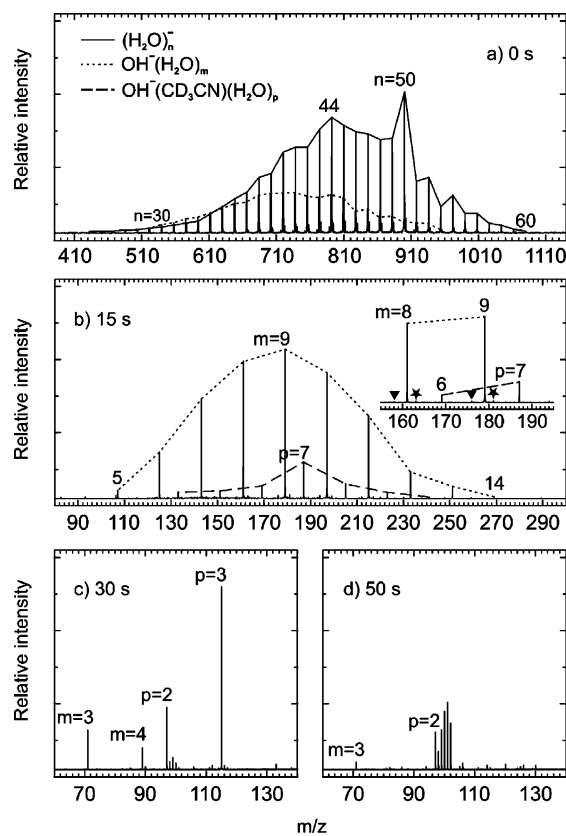 (H₂O)ₙ⁻
OH⁻(H₂O)ₘ
OH⁻(CD₃CN)(H₂O)ₚ
a) 0 s
n=50
44
n=30
60
Relative intensity
410 510 610 710 810 910 1010 1110
b) 15 s
m=9
p=7
5
14
m=8
9
6
p=7
160 170 180 190
Relative intensity
90 110 130 150 170 190 210 230 250 270 290
c) 30 s
p=3
p=2
m=3
m=4
Relative intensity
70 90 110 130
d) 50 s
p=2
m=3
70 90 110 130
m/z